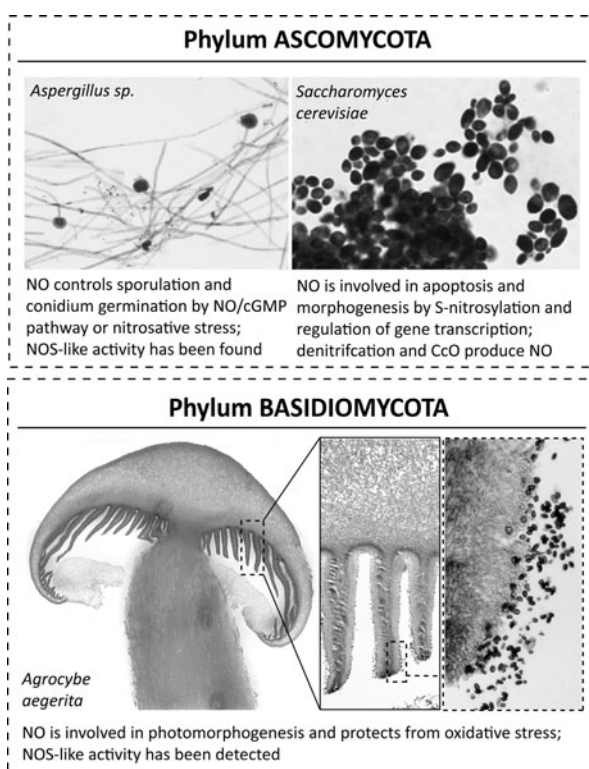 Phylum ASCOMYCOTA
Aspergillus sp.
Saccharomyces
cerevisiae
NO controls sporulation and
conidium germination by NO/cGMP
pathway or nitrosative stress;
NOS-like activity has been found
NO is involved in apoptosis and
morphogenesis by S-nitrosylation and
regulation of gene transcription;
denitrifcation and CcO produce NO
Phylum BASIDIOMYCOTA
Agrocybe
aegerita
NO is involved in photomorphogenesis and protects from oxidative stress;
NOS-like activity has been detected